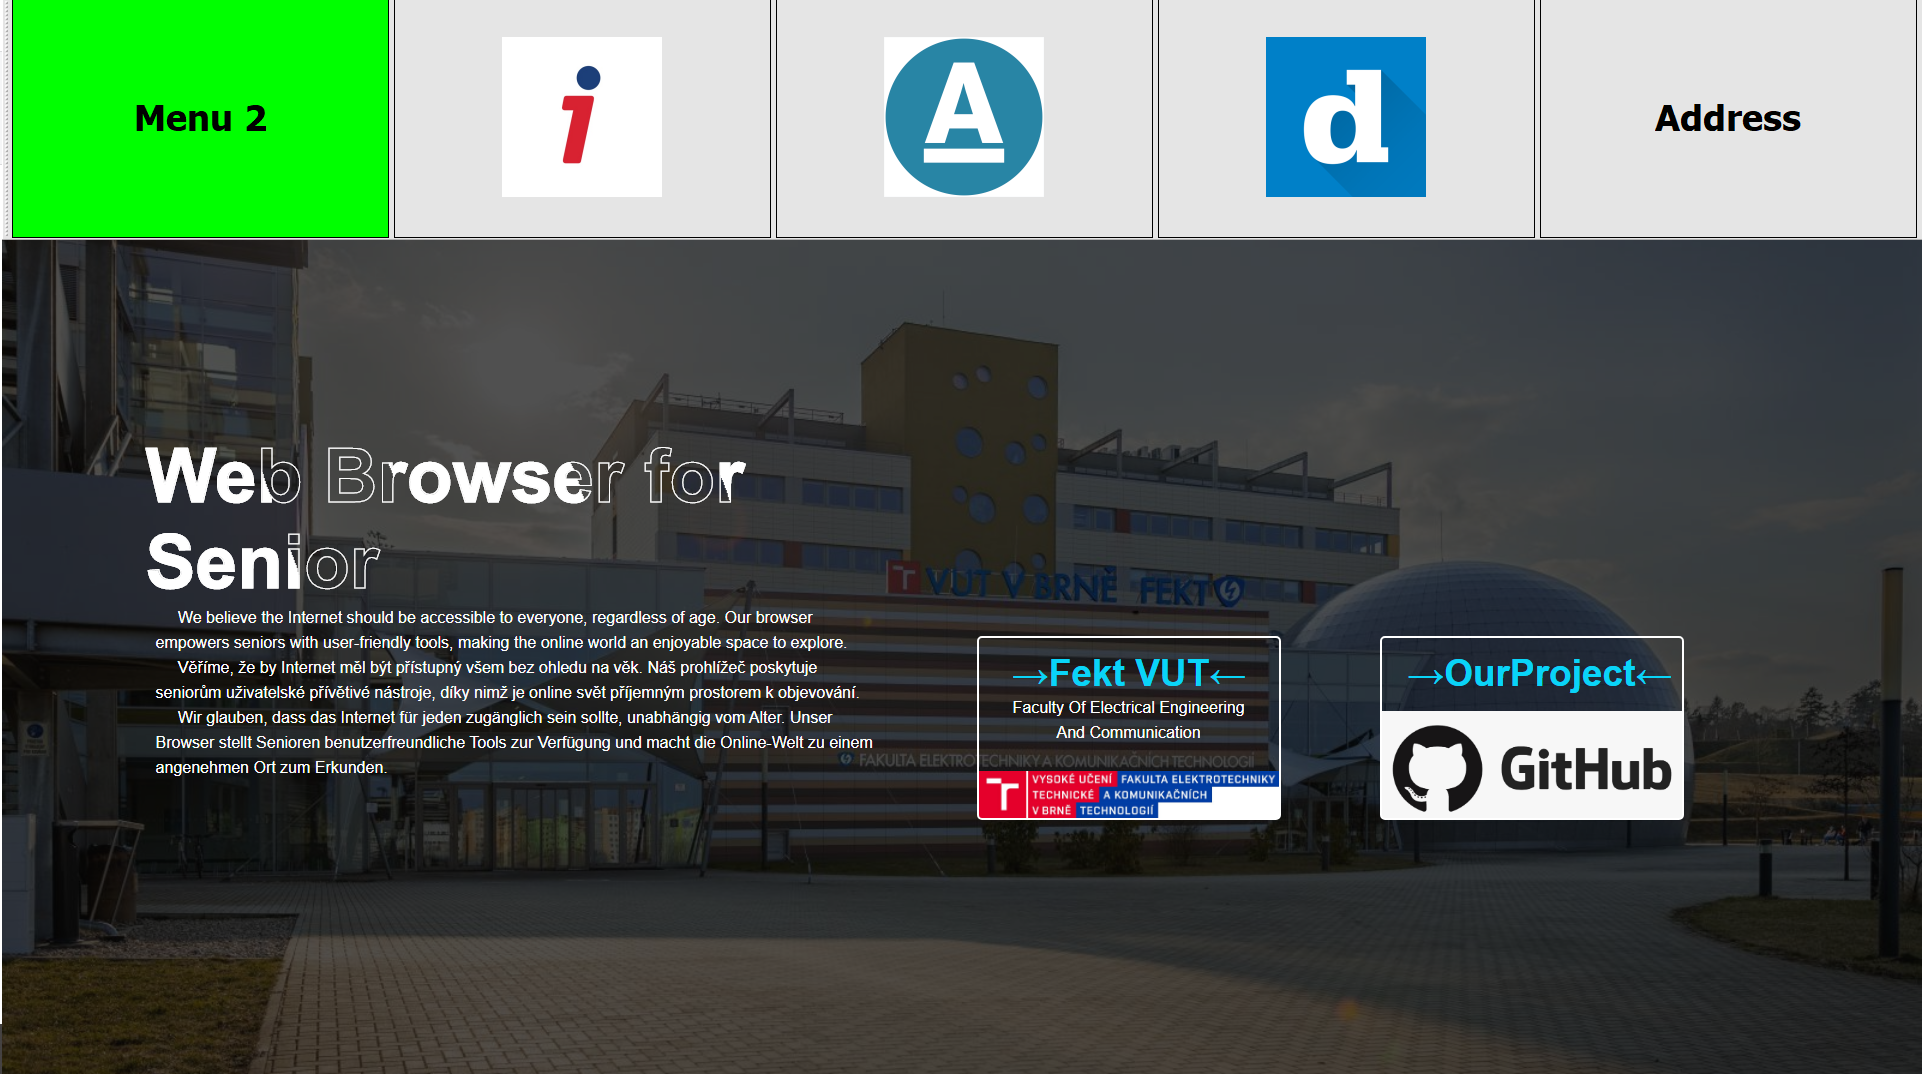 Menu 2
i
A
d
Address
Web Browser for
Senior
We believe the Internet should be accessible to everyone, regardless of age. Our browser
empowers seniors with user-friendly tools, making the online world an enjoyable space to explore.
Věříme, že by Internet měl být přístupný všem bez ohledu na věk. Náš prohlížeč poskytuje
seniorům uživatelské přívětivé nástroje, díky nimž je online svět příjemným prostorem k objevování.
Wir glauben, dass das Internet für jeden zugänglich sein sollte, unabhängig vom Alter. Unser
Browser stellt Senioren benutzerfreundliche Tools zur Verfügung und macht die Online-Welt zu einem
angenehmen Ort zum Erkunden.
VUT V BRNĚ FEKT
→Fekt VUT←
Faculty Of Electrical Engineering
And Communication
FAKULTA ELEKTROTECHNIKY A KOMUNIKAČNÍCH TECHNOLOGIÍ
VYSOKÉ UČENÍ FAKULTA ELEKTROTECHNIKY
TECHNICKÉ A KOMUNIKAČNÍCH
V BRNĚ TECHNOLOGIÍ
→OurProject←
GitHub